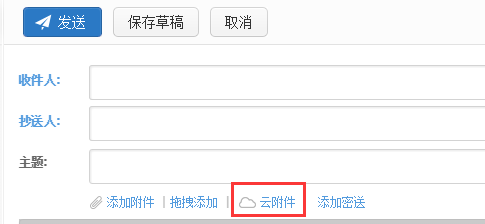 发送 保存草稿 取消
收件人:
抄送人:
主题:
添加附件 | 拖拽添加 | 云附件 添加密送